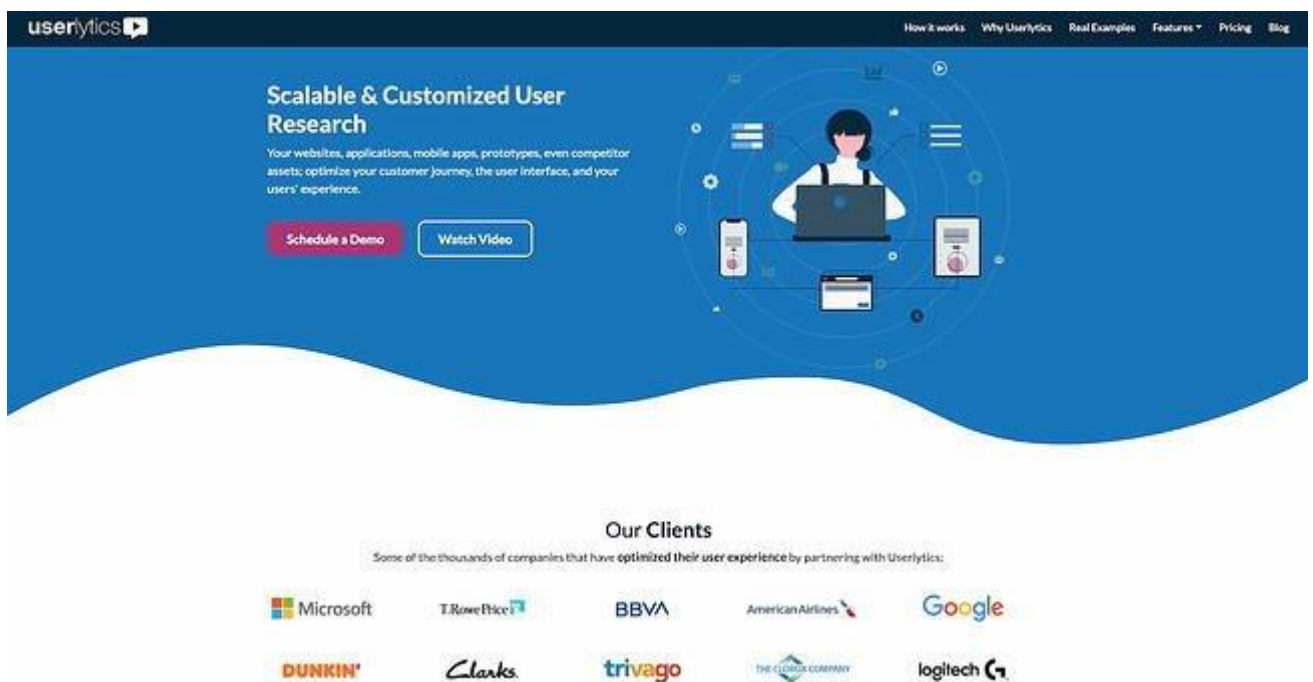 userlytics
How it works Why Userlytics Real Examples Features Pricing Blog
Scalable & Customized User
Research
Your websites, applications, mobile apps, prototypes, even competitor
assets; optimize your customer journey, the user interface, and your
users' experience.
Schedule a Demo Watch Video
Our Clients
Some of the thousands of companies that have optimized their user experience by partnering with Userlytics:
Microsoft T.RowePrice BBVA American Airlines Google
DUNKIN' Clarks. trivago THE CLOROX COMPANY logitech G